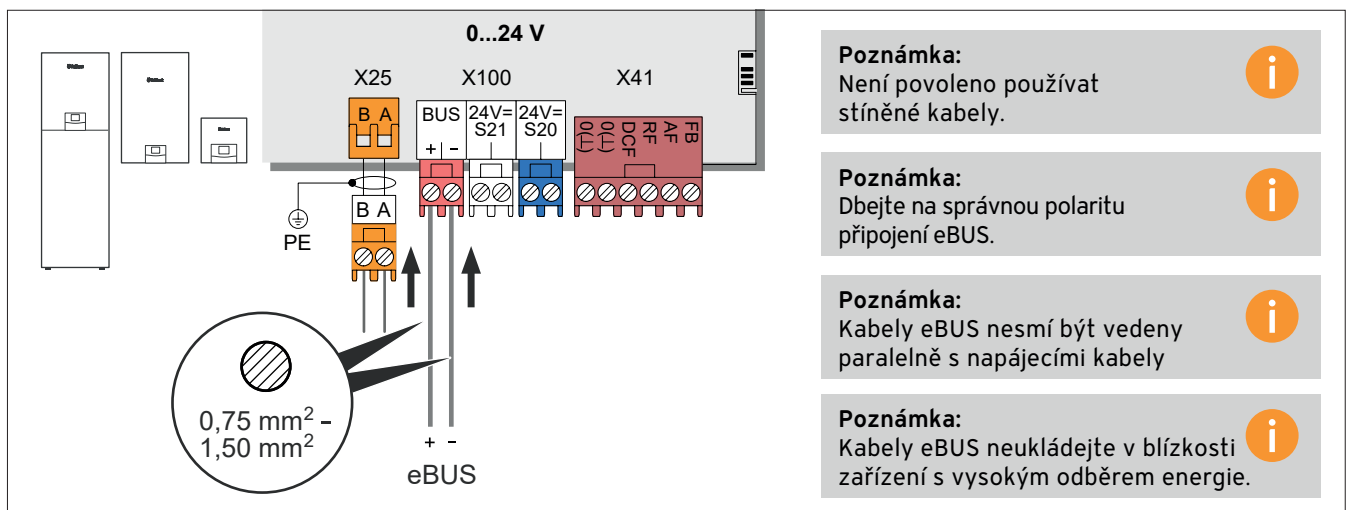 0...24 V
X25
X100
X41
B A
BUS
24V=
S21
24V=
S20
+ -
0(⊥)
0(⊥)
DCF
RF
AF
FB
B A
PE
0,75 mm² –
1,50 mm²
+ -
eBUS
Poznámka:
Není povoleno používat
stíněné kabely.
i
Poznámka:
Dbejte na správnou polaritu
připojení eBUS.
i
Poznámka:
Kabely eBUS nesmí být vedeny
paralelně s napájecími kabely
i
Poznámka:
Kabely eBUS neukládejte v blízkosti
zařízení s vysokým odběrem energie.
i